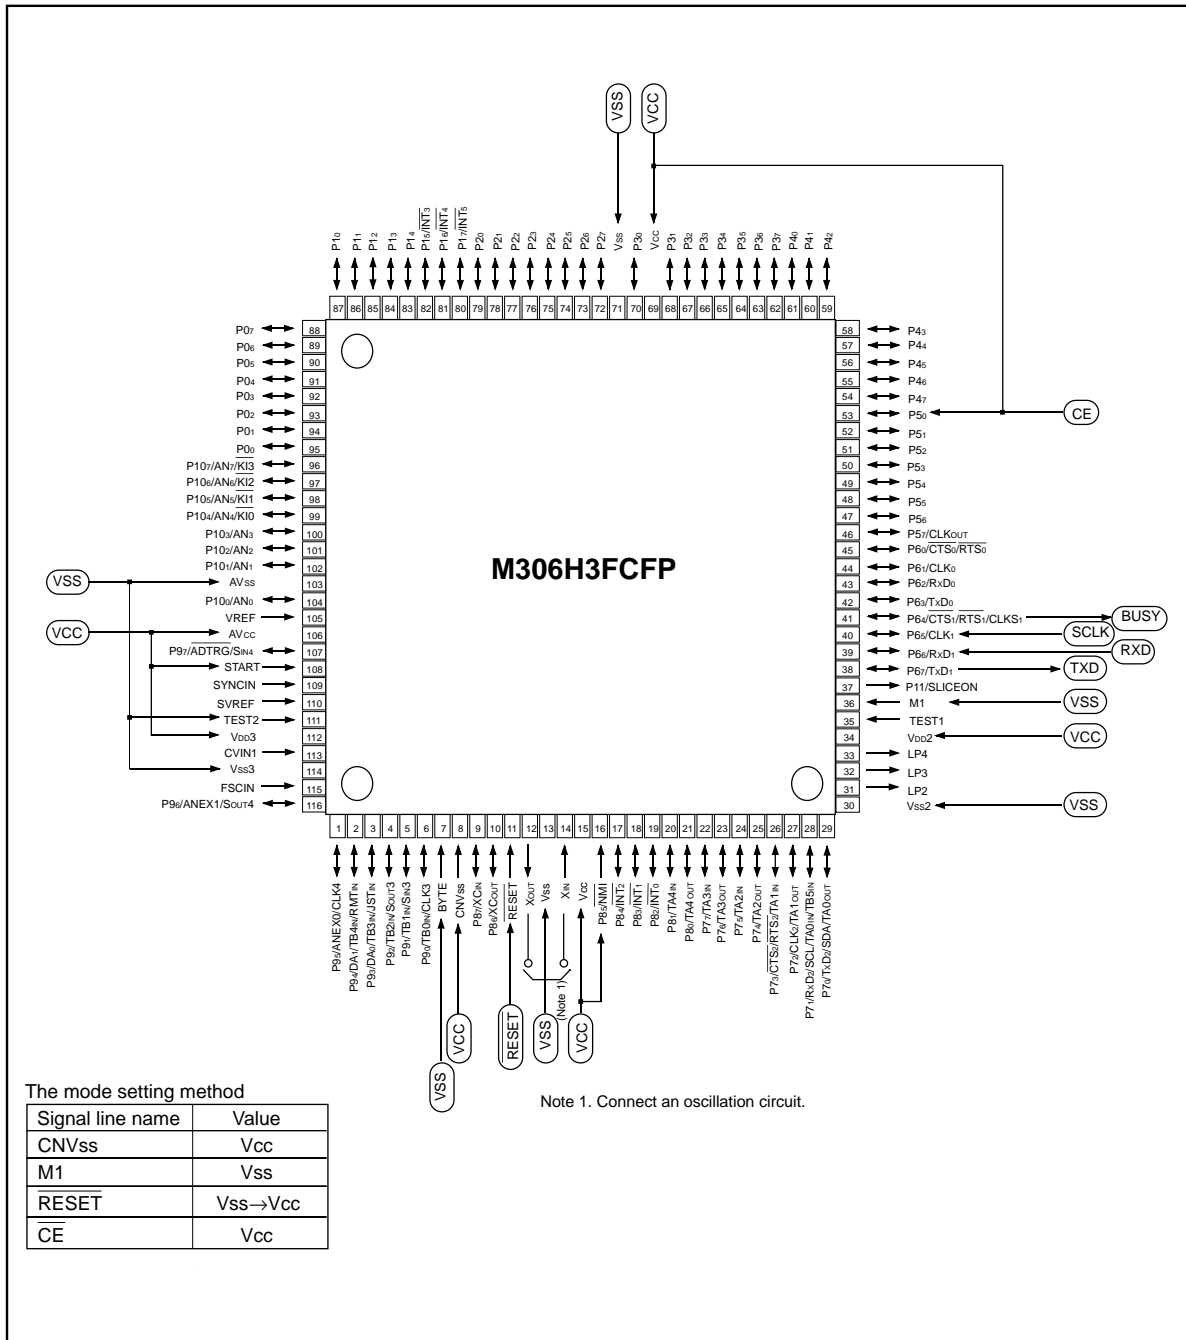 VSS
VCC
P10
P11
P12
P13
P14
P15/INT3
P16/INT4
P17/INT5
P20
P21
P22
P23
P24
P25
P26
P27
Vss
P30
Vcc
P31
P32
P33
P34
P35
P36
P37
P40
P41
P42
87 86 85 84 83 82 81 80 79 78 77 76 75 74 73 72 71 70 69 68 67 66 65 64 63 62 61 60 59
P07 88
P06 89
P05 90
P04 91
P03 92
P02 93
P01 94
P00 95
P107/AN7/KI3 96
P106/AN6/KI2 97
P105/AN5/KI1 98
P104/AN4/KI0 99
P103/AN3 100
P102/AN2 101
P101/AN1 102
VSS
AVss 103
P100/AN0 104
VREF 105
VCC
AVcc 106
P97/ADTRG/SIN4 107
START 108
SYNCIN 109
SVREF 110
TEST2 111
VDD3 112
CVIN1 113
Vss3 114
FSCIN 115
P96/ANEX1/SOUT4 116
M306H3FCFP
58 P43
57 P44
56 P45
55 P46
54 P47
53 P50 CE
52 P51
51 P52
50 P53
49 P54
48 P55
47 P56
46 P57/CLKOUT
45 P60/CTS0/RTS0
44 P61/CLK0
43 P62/RxD0
42 P63/TxD0
41 P64/CTS1/RTS1/CLKS1 BUSY
40 P65/CLK1 SCLK
39 P66/RxD1 RXD
38 P67/TxD1 TXD
37 P11/SLICEON
36 M1 VSS
35 TEST1
34 VDD2 VCC
33 LP4
32 LP3
31 LP2
30 Vss2 VSS
1 2 3 4 5 6 7 8 9 10 11 12 13 14 15 16 17 18 19 20 21 22 23 24 25 26 27 28 29
P95/ANEX0/CLK4
P94/DA1/TB4IN/RMTIN
P93/DA0/TB3IN/JSTIN
P92/TB2IN/SOUT3
P91/TB1IN/SIN3
P90/TB0IN/CLK3
BYTE
CNVss
P87/XCIN
P86/XCOUT
RESET
XOUT
Vss
XIN
Vcc
P85/NMI
P84/INT2
P83/INT1
P82/INT0
P81/TA4IN
P80/TA4OUT
P77/TA3IN
P76/TA3OUT
P75/TA2IN
P74/TA2OUT
P73/CTS2/RTS2/TA1IN
P72/CLK2/TA1OUT
P71/RxD2/SCL/TA0IN/TB5IN
P70/TxD2/SDA/TA0OUT
(Note 1)
VSS
VCC
RESET
VSS
VCC
Note 1. Connect an oscillation circuit.
The mode setting method
Signal line name Value
CNVss Vcc
M1 Vss
RESET Vss→Vcc
CE Vcc